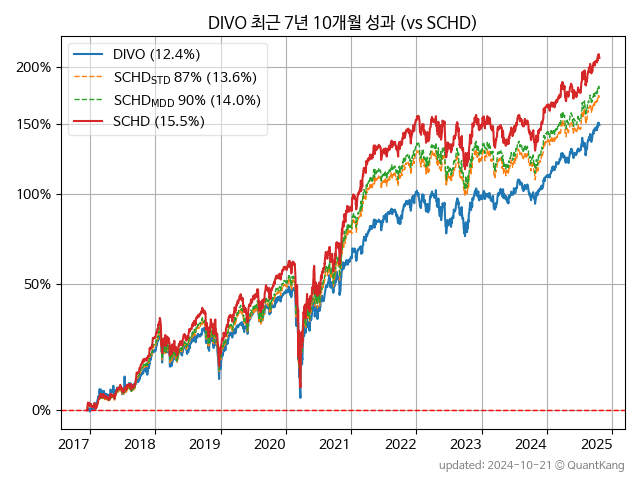 DIVO 최근 7년 10개월 성과 (vs SCHD)
DIVO (12.4%)
SCHD_STD 87% (13.6%)
SCHD_MDD 90% (14.0%)
SCHD (15.5%)
200%
150%
100%
50%
0%
2017 2018 2019 2020 2021 2022 2023 2024 2025
updated: 2024-10-21 © QuantKang